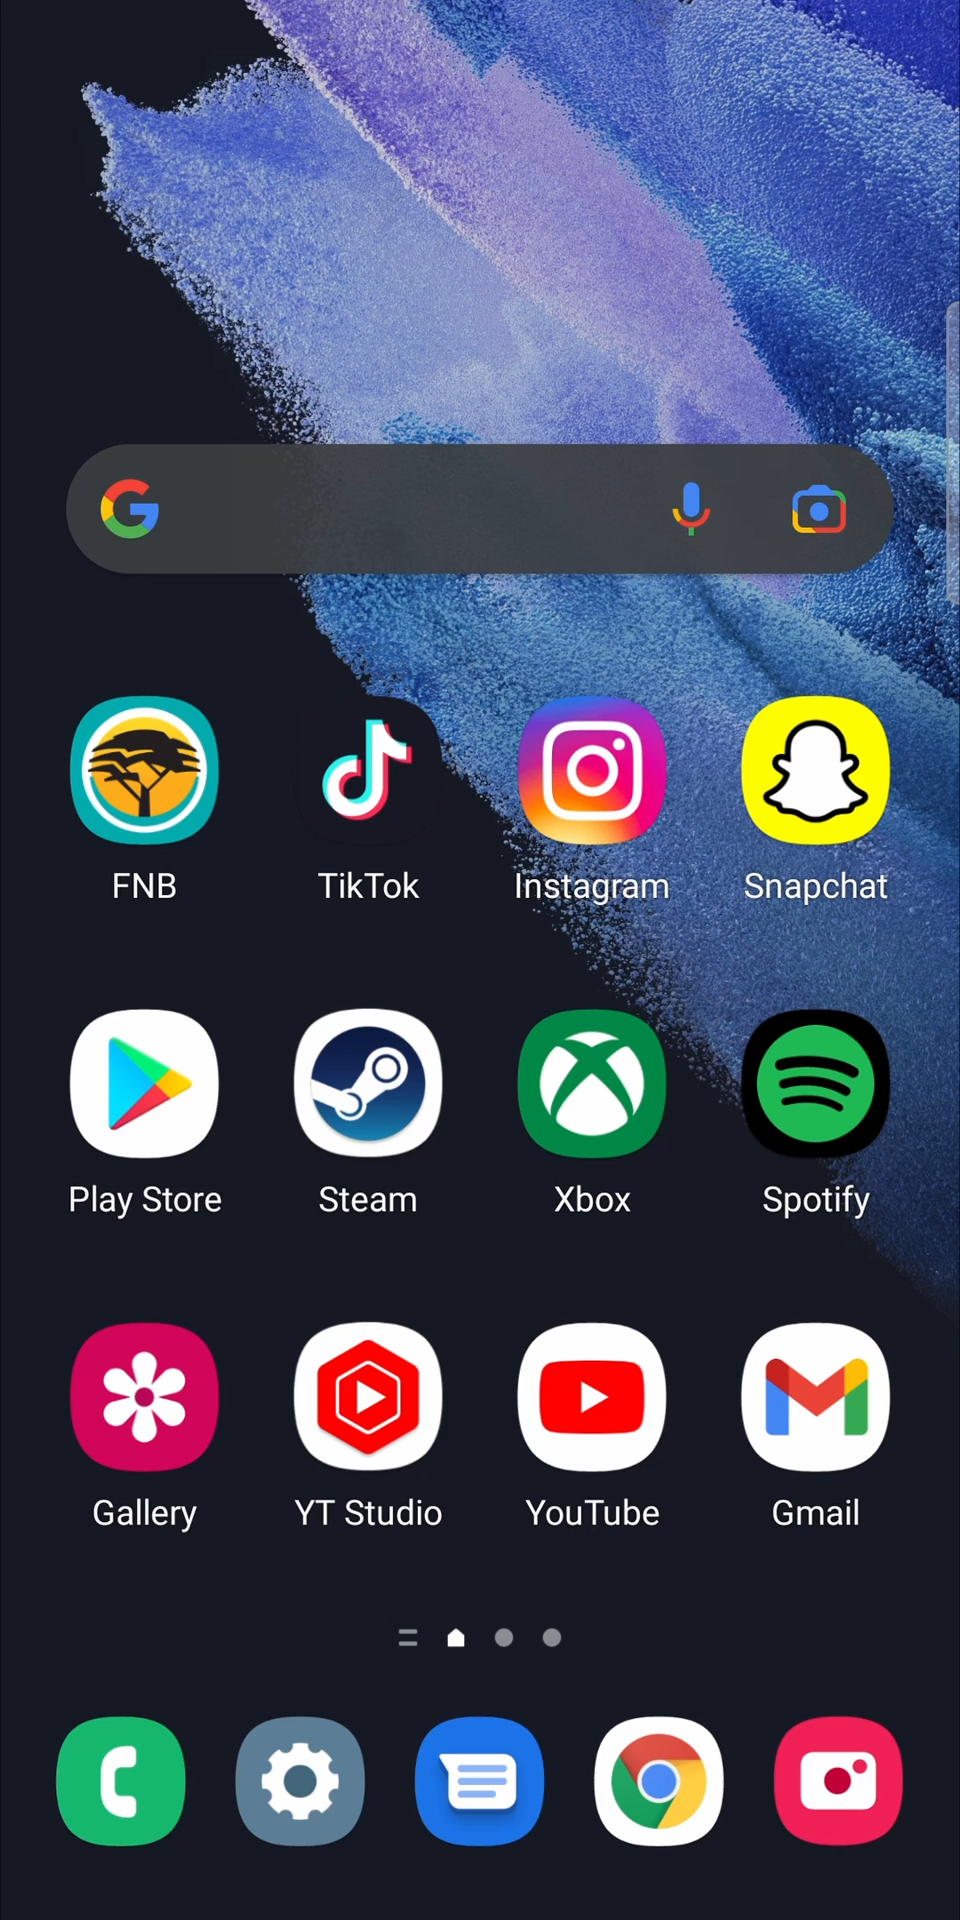 FNB TikTok Instagram Snapchat
Play Store Steam Xbox Spotify
Gallery YT Studio YouTube Gmail